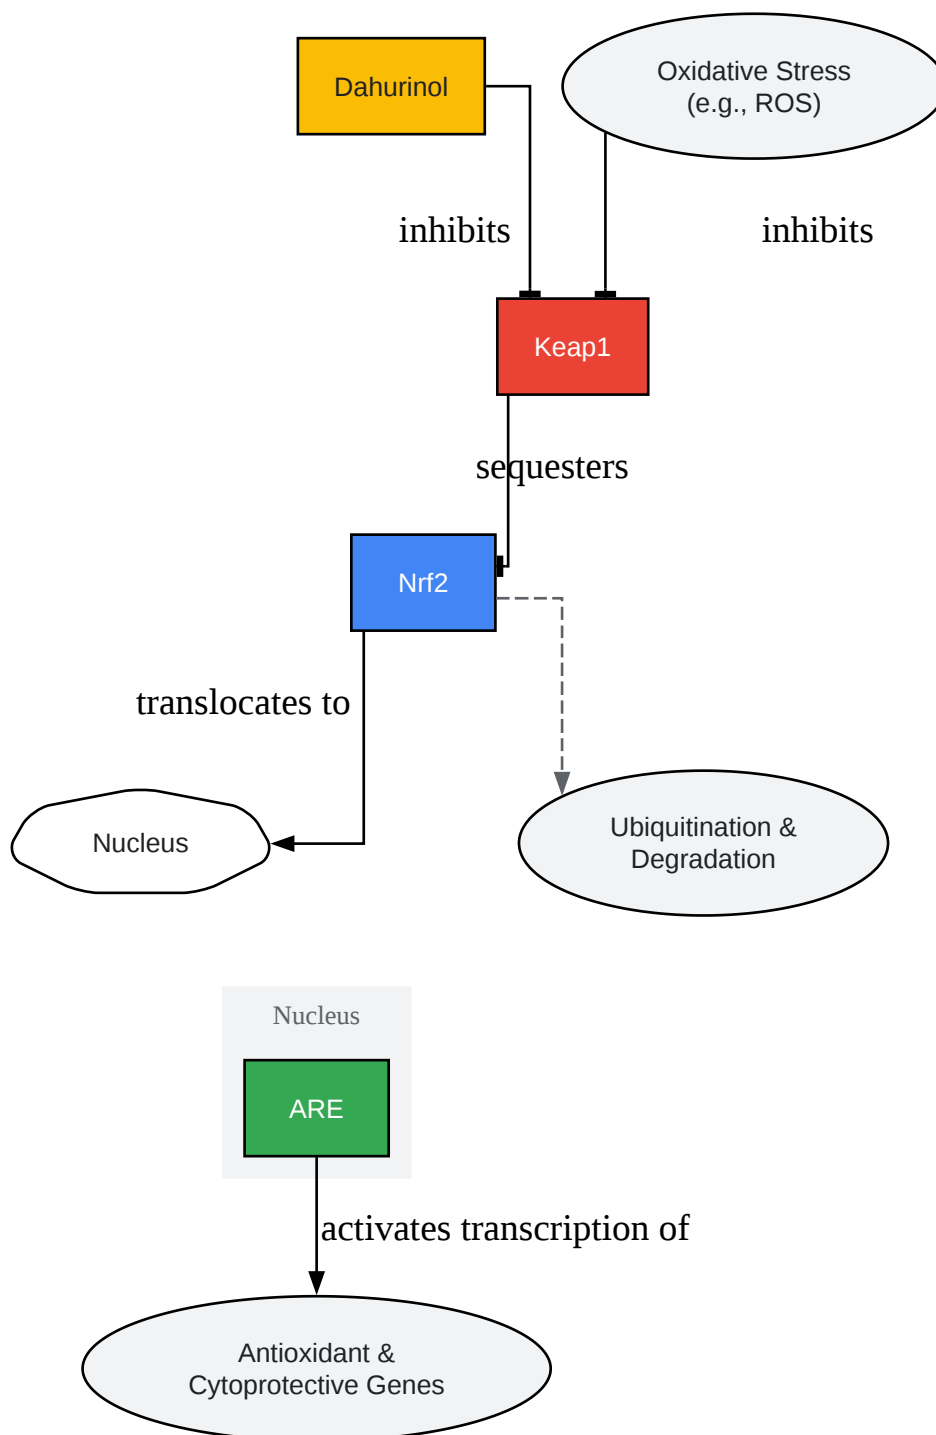 Dahurinol
Oxidative Stress
(e.g., ROS)
inhibits
inhibits
Keap1
sequesters
Nrf2
translocates to
Nucleus
Ubiquitination &
Degradation
Nucleus
ARE
activates transcription of
Antioxidant &
Cytoprotective Genes